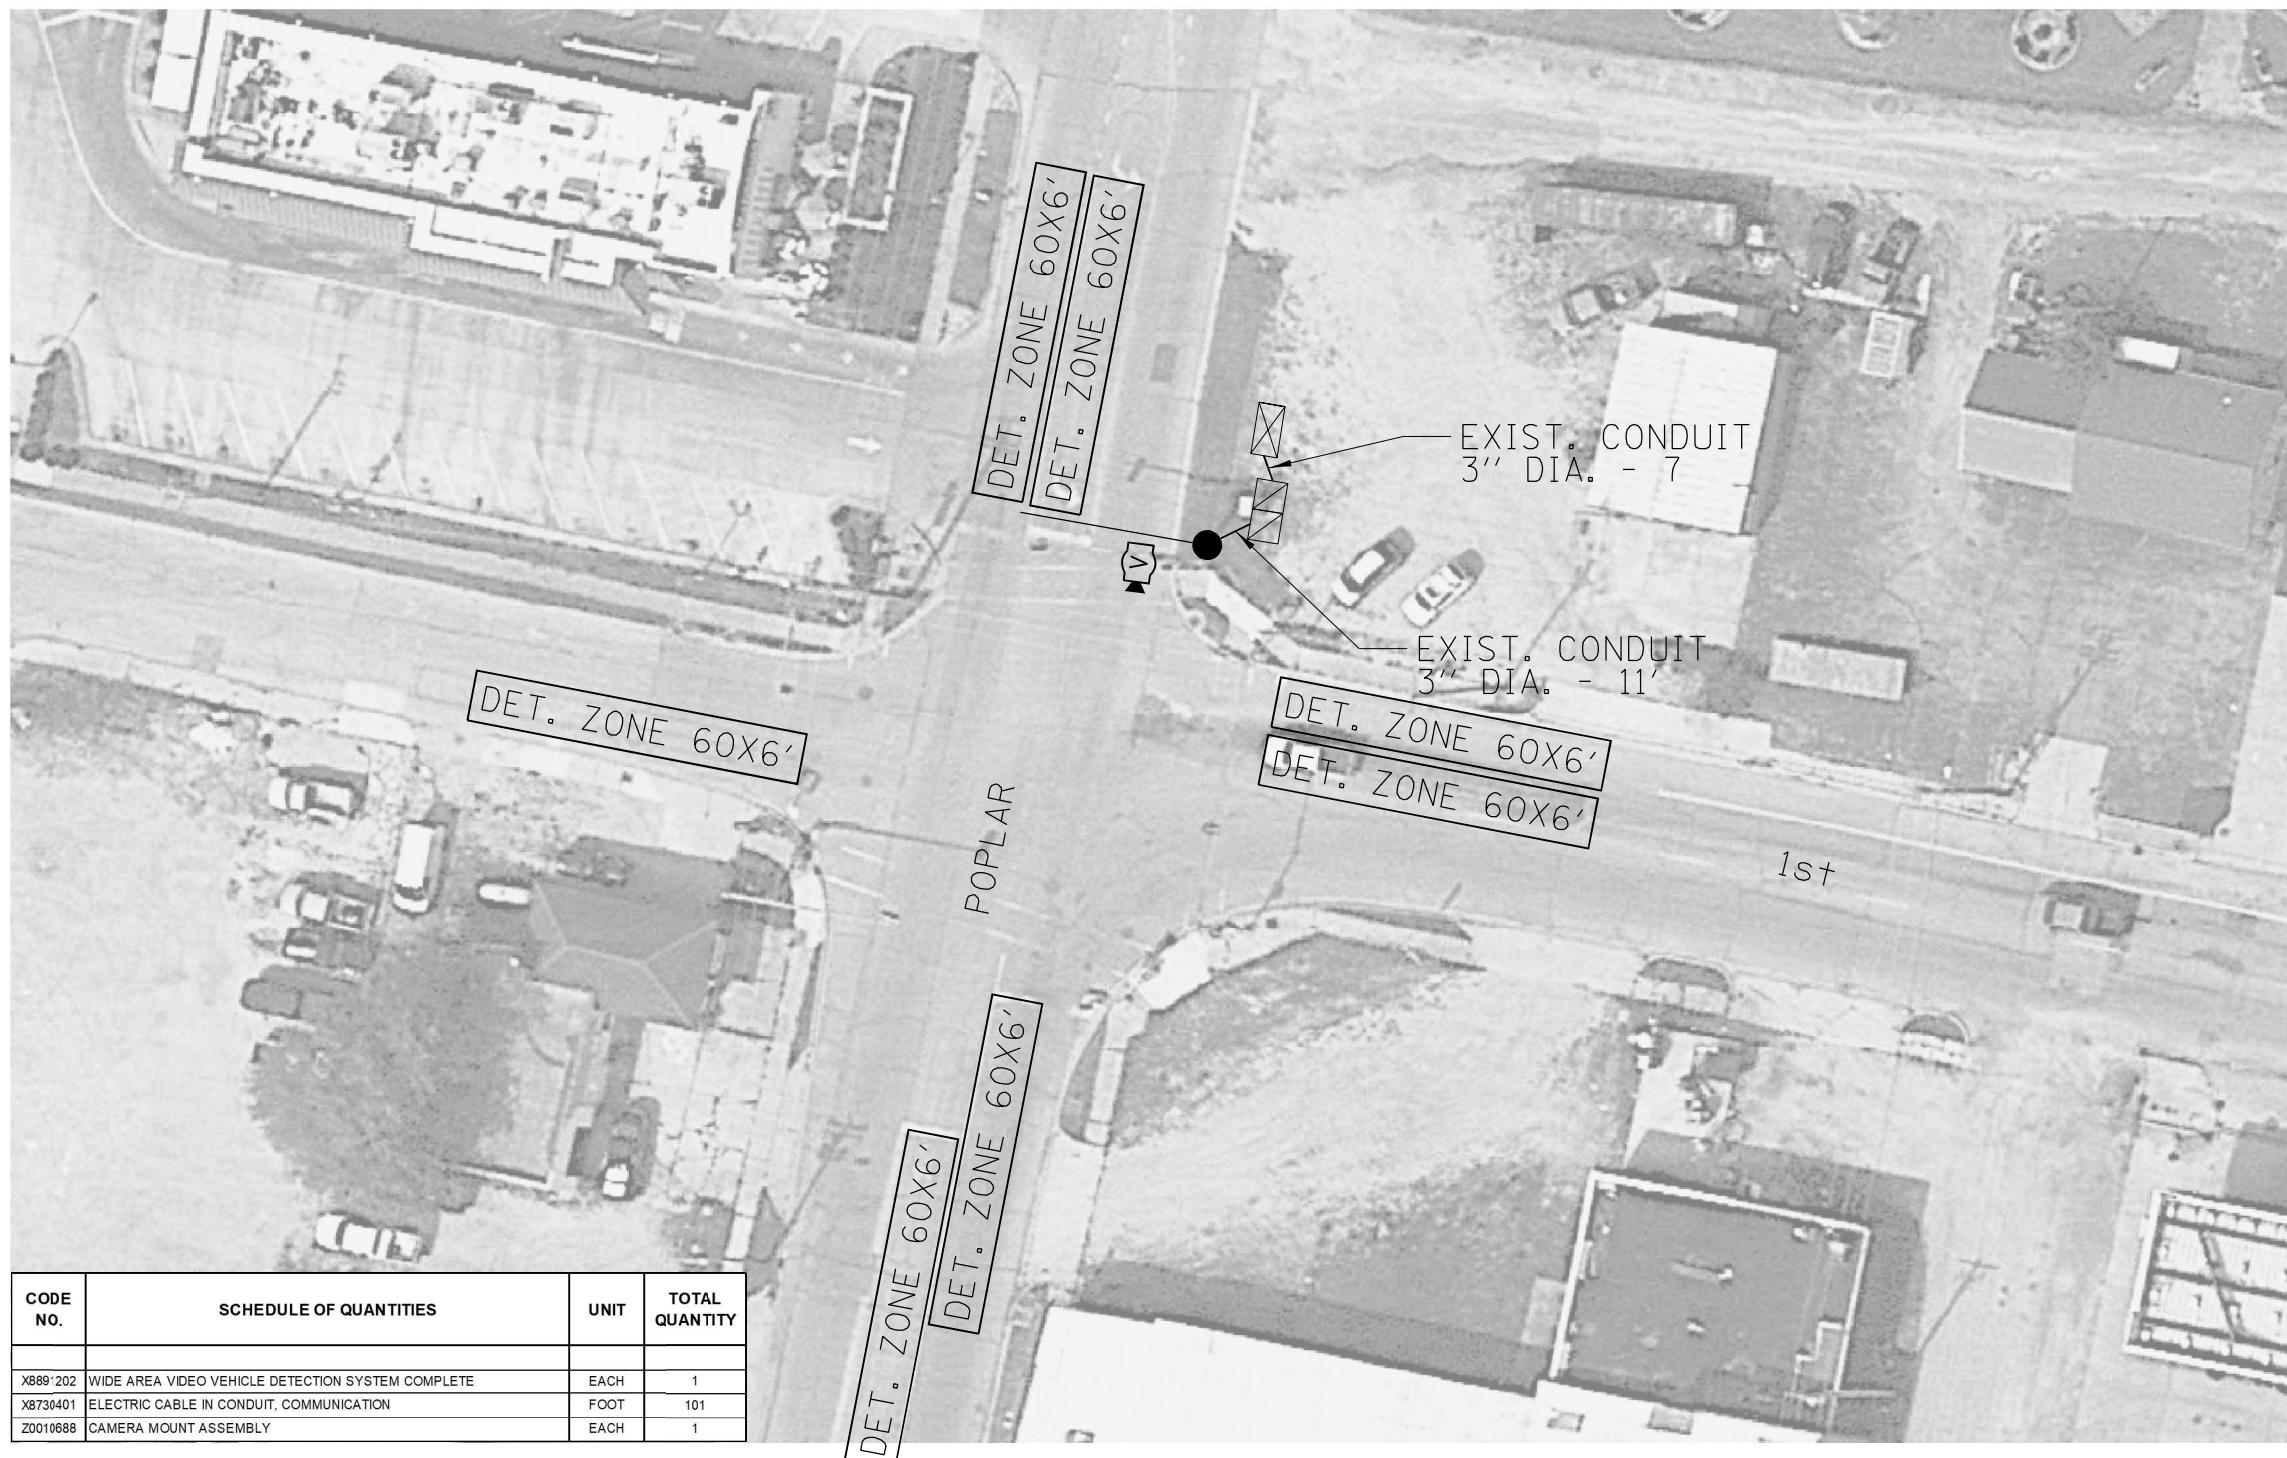 DET. ZONE 60X6'
DET. ZONE 60X6'
EXIST. CONDUIT
3'' DIA. - 7
V
EXIST. CONDUIT
3'' DIA. - 11'
DET. ZONE 60X6'
DET. ZONE 60X6'
DET. ZONE 60X6'
POPLAR
1st
DET. ZONE 60X6'
DET. ZONE 60X6'
CODE NO. SCHEDULE OF QUANTITIES UNIT TOTAL QUANTITY
X8891202 WIDE AREA VIDEO VEHICLE DETECTION SYSTEM COMPLETE EACH 1
X8730401 ELECTRIC CABLE IN CONDUIT, COMMUNICATION FOOT 101
Z0010688 CAMERA MOUNT ASSEMBLY EACH 1